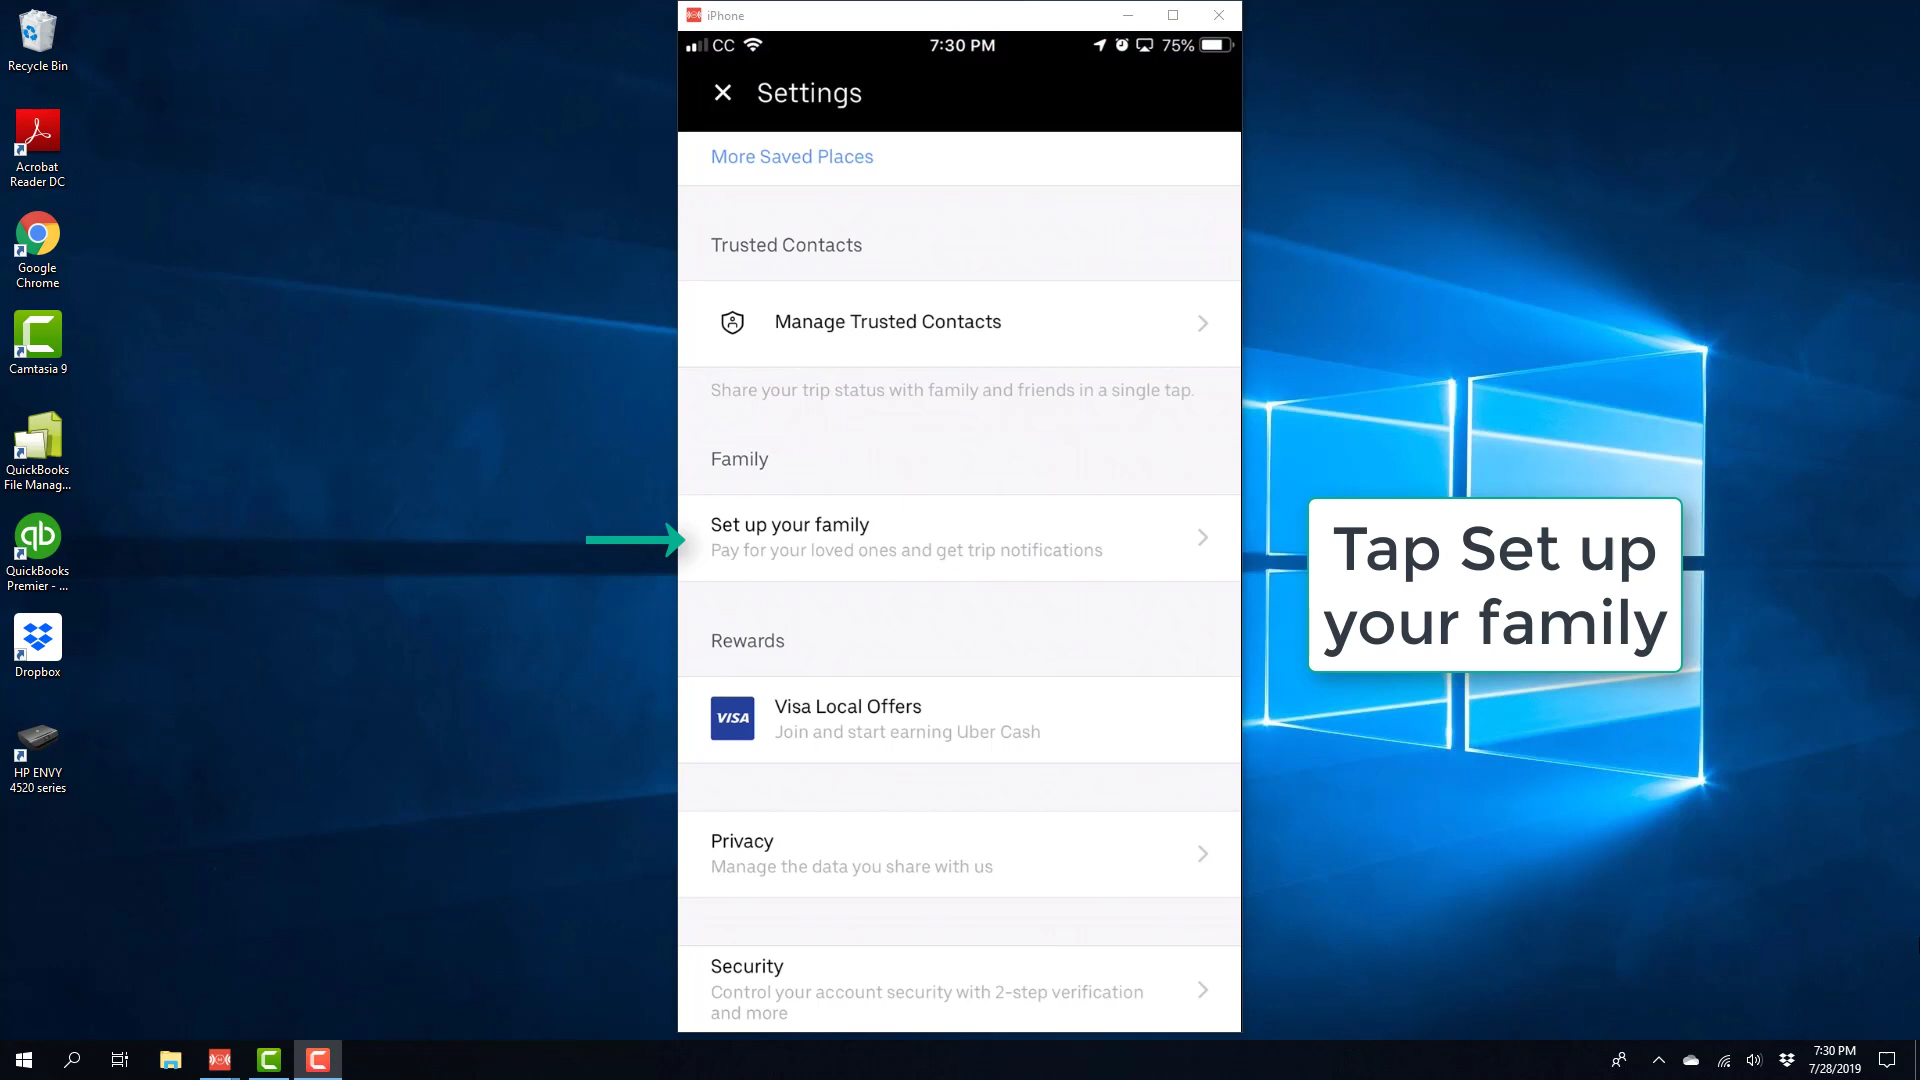 Recycle Bin
Acrobat
Reader DC
Google
Chrome
Camtasia 9
QuickBooks
File Manag...
QuickBooks
Premier - ...
Dropbox
HP ENVY
4520 series
iPhone
CC
7:30 PM
75%
Settings
More Saved Places
Trusted Contacts
Manage Trusted Contacts
Share your trip status with family and friends in a single tap.
Family
Set up your family
Pay for your loved ones and get trip notifications
Rewards
VISA
Visa Local Offers
Join and start earning Uber Cash
Privacy
Manage the data you share with us
Security
Control your account security with 2-step verification
and more
Tap Set up
your family
7:30 PM
7/28/2019